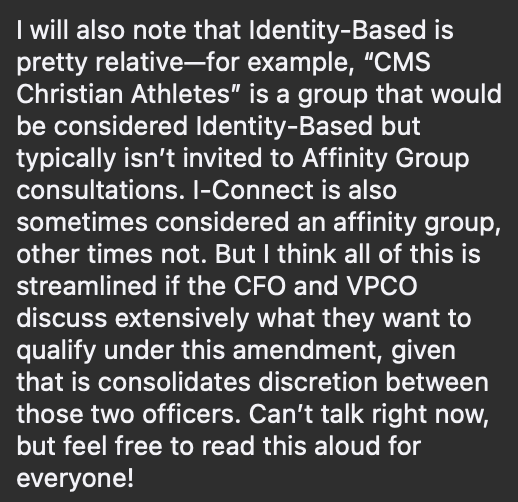 I will also note that Identity-Based is
pretty relative—for example, “CMS
Christian Athletes” is a group that would
be considered Identity-Based but
typically isn’t invited to Affinity Group
consultations. I-Connect is also
sometimes considered an affinity group,
other times not. But I think all of this is
streamlined if the CFO and VPCO
discuss extensively what they want to
qualify under this amendment, given
that is consolidates discretion between
those two officers. Can’t talk right now,
but feel free to read this aloud for
everyone!